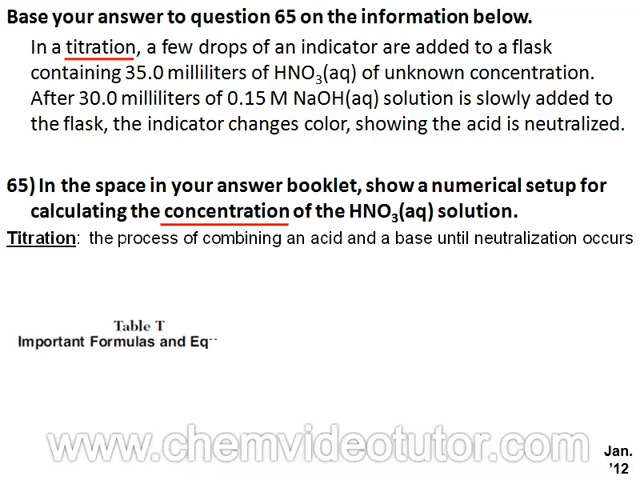 Base your answer to question 65 on the information below.
In a titration, a few drops of an indicator are added to a flask
containing 35.0 milliliters of HNO₃(aq) of unknown concentration.
After 30.0 milliliters of 0.15 M NaOH(aq) solution is slowly added to
the flask, the indicator changes color, showing the acid is neutralized.
65) In the space in your answer booklet, show a numerical setup for
calculating the concentration of the HNO₃(aq) solution.
Titration: the process of combining an acid and a base until neutralization occurs
Table T
Important Formulas and Eq
www.chemvideotutor.com
Jan.
'12